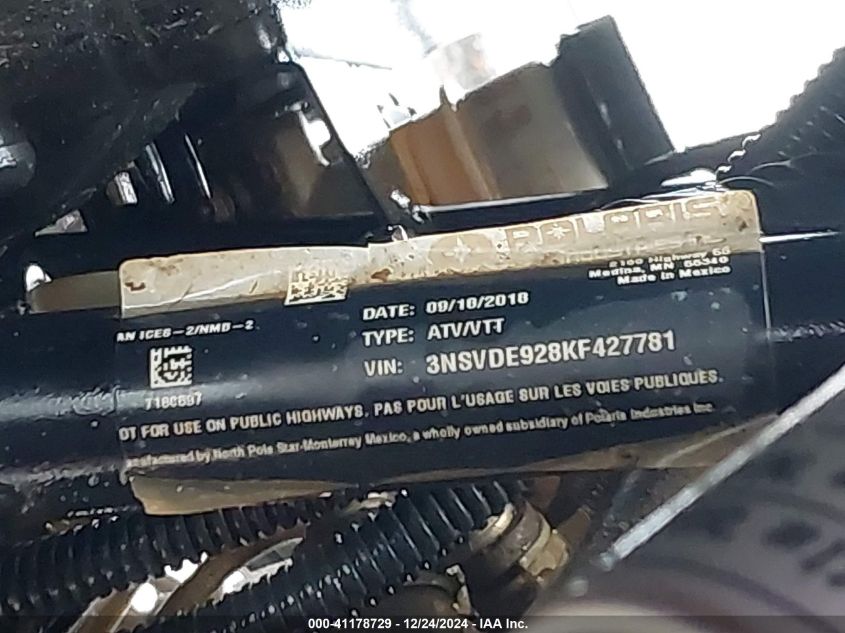 POLARIS
INDUSTRIES
2100 Highway 55
Medina, MN 55340
Made in Mexico
DATE: 09/10/2018
AN ICES-2/NMB-2
TYPE: ATV/VTT
VIN: 3NSVDE928KF427781
OT FOR USE ON PUBLIC HIGHWAYS. PAS POUR L'USAGE SUR LES VOIES PUBLIQUES.
anufactured by North Pole Star-Monterrey Mexico, a wholly owned subsidiary of Polaris Industries Inc.
000-41178729 - 12/24/2024 - IAA Inc.